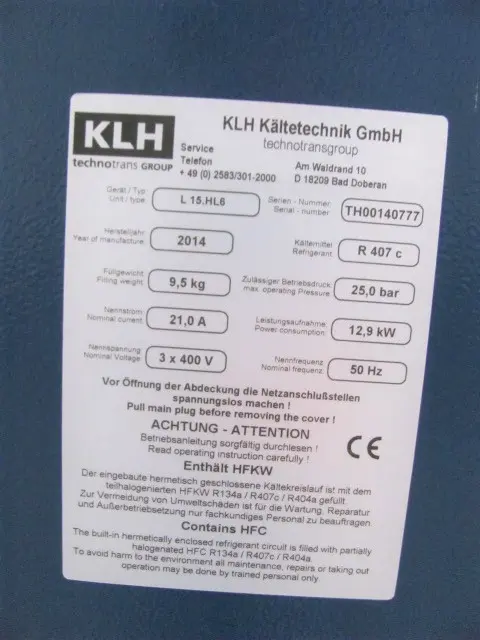 KLH
technotrans GROUP
KLH Kältetechnik GmbH
technotransgroup
Service
Telefon
+ 49 (0) 2583/301-2000
Am Waldrand 10
D 18209 Bad Doberan
Gerät / Typ
Unit / type
L 15.HL6
Serien - Nummer
Serial - number
TH00140777
Herstelljahr
Year of manufacture
2014
Kältemittel
Refrigerant
R 407 c
Füllgewicht
Filling weight
9,5 kg
Zulässiger Betriebsdruck
max. operating Pressure
25,0 bar
Nennstrom
Nominal current
21,0 A
Leistungsaufnahme
Power consumption
12,9 kW
Nennspannung
Nominal Voltage
3 x 400 V
Nennfrequenz
Nominal frequenz
50 Hz
Vor Öffnung der Abdeckung die Netzanschlußstellen
spannungslos machen !
Pull main plug before removing the cover !
ACHTUNG - ATTENTION
Betriebsanleitung sorgfältig durchlesen !
Read operating instruction carefully !
CE
Enthält HFKW
Der eingebaute hermetisch geschlossene Kältekreislauf ist mit dem
teilhalogenierten HFKW R134a / R407c / R404a gefüllt.
Zur Vermeidung von Umweltschäden ist für die Wartung, Reparatur
und Außerbetriebsetzung nur fachkundiges Personal zu beauftragen
Contains HFC
The built-in hermetically enclosed refrigerant circuit is filled with partially
halogenated HFC R134a / R407c / R404a.
To avoid harm to the environment all maintenance, repairs or taking out
operation may be done by trained personal only.